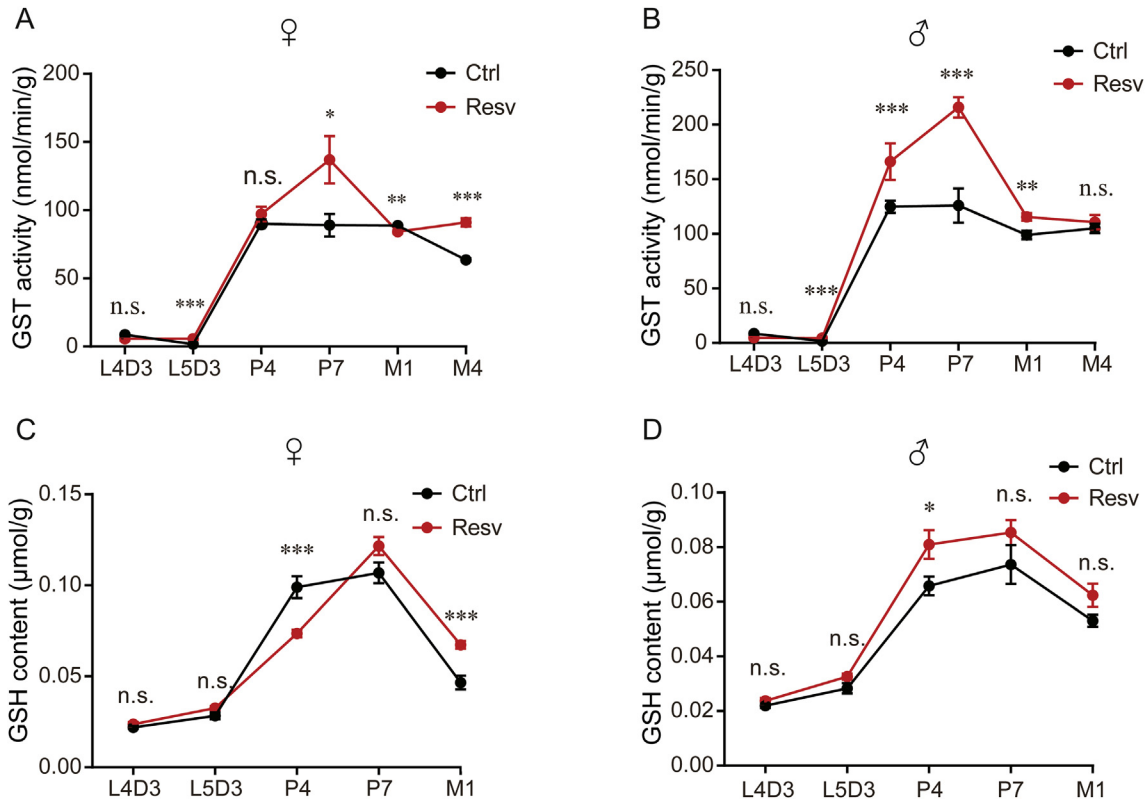 A
♀
GST activity (nmol/min/g)
200
150
100
50
0
Ctrl
Resv
n.s.
***
n.s.
*
**
***
L4D3 L5D3 P4 P7 M1 M4
B
♂
GST activity (nmol/min/g)
250
200
150
100
50
0
Ctrl
Resv
n.s.
***
***
***
**
n.s.
L4D3 L5D3 P4 P7 M1 M4
C
♀
GSH content (μmol/g)
0.15
0.10
0.05
0.00
Ctrl
Resv
n.s.
n.s.
***
n.s.
***
L4D3 L5D3 P4 P7 M1
D
♂
GSH content (μmol/g)
0.10
0.08
0.06
0.04
0.02
0.00
Ctrl
Resv
n.s.
n.s.
*
n.s.
n.s.
L4D3 L5D3 P4 P7 M1